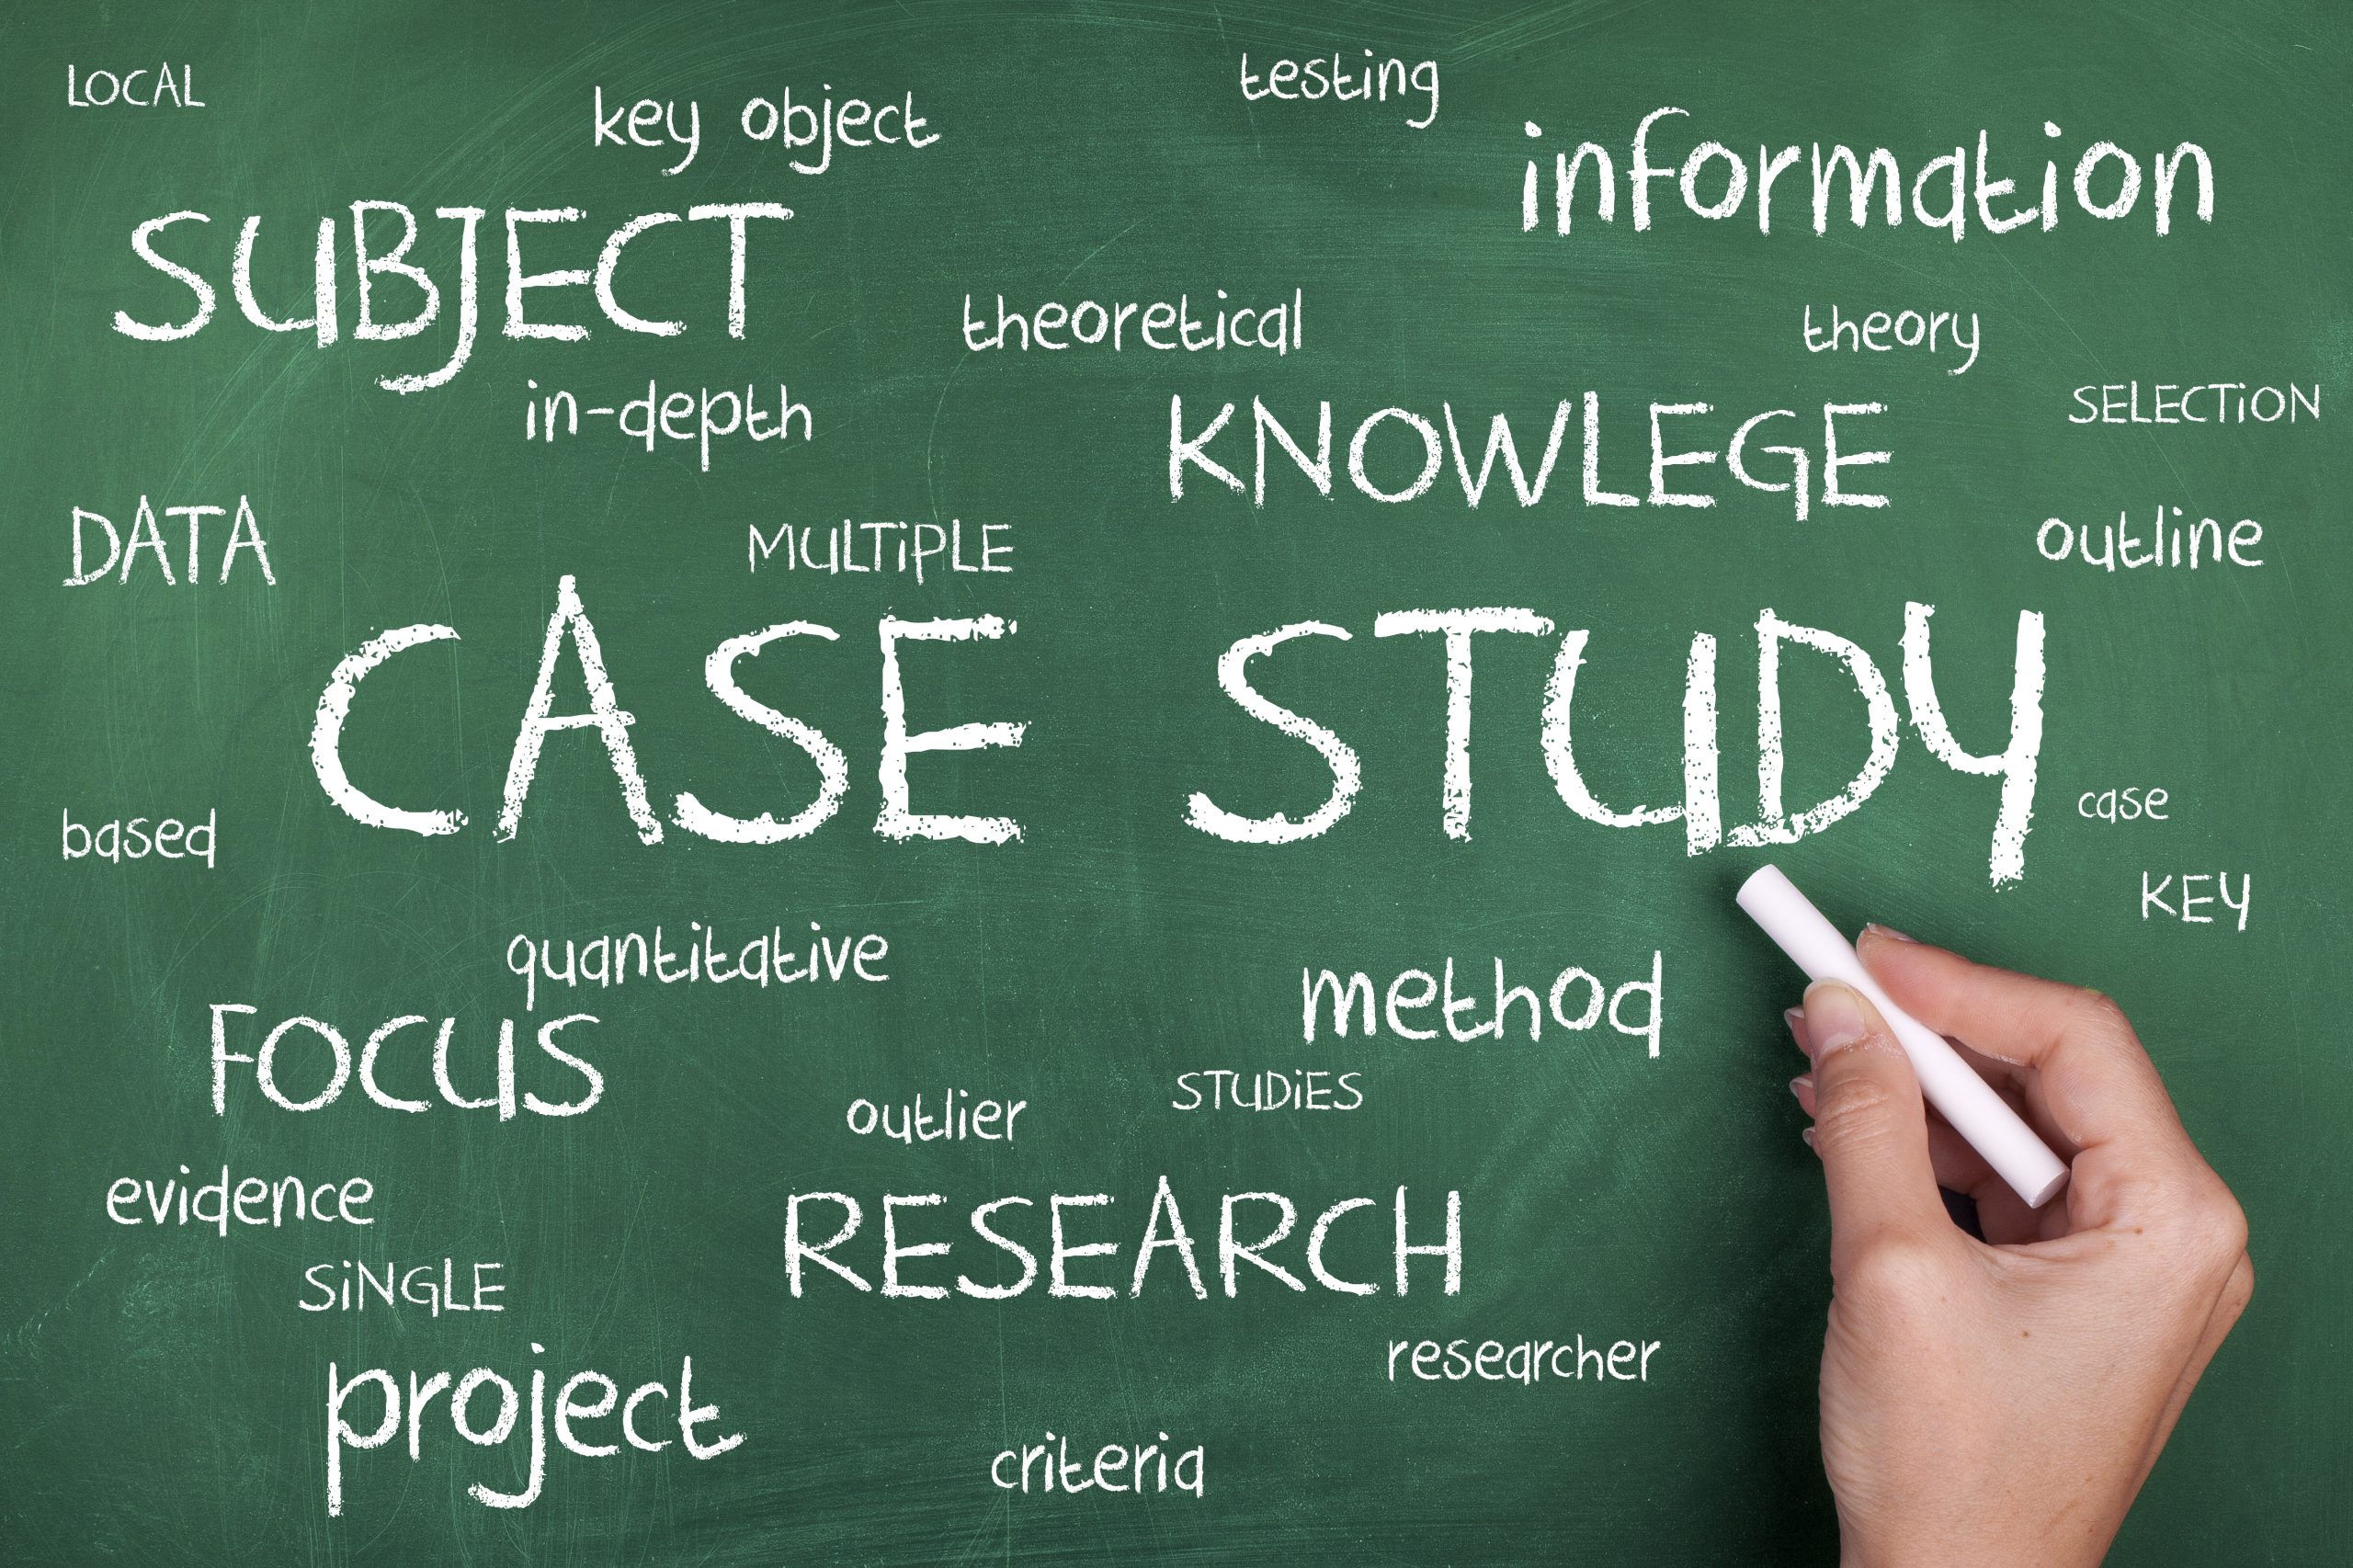 LOCAL
testing
key object
information
SUBJECT
theoretical
theory
in-depth
KNOWLEGE
SELECTiON
DATA
MULTiPLE
outline
CASE STUDY
based
case
KEY
quantitative
method
FOCUS
STUDiES
outlier
evidence
RESEARCH
SiNGLE
researcher
project
criteria